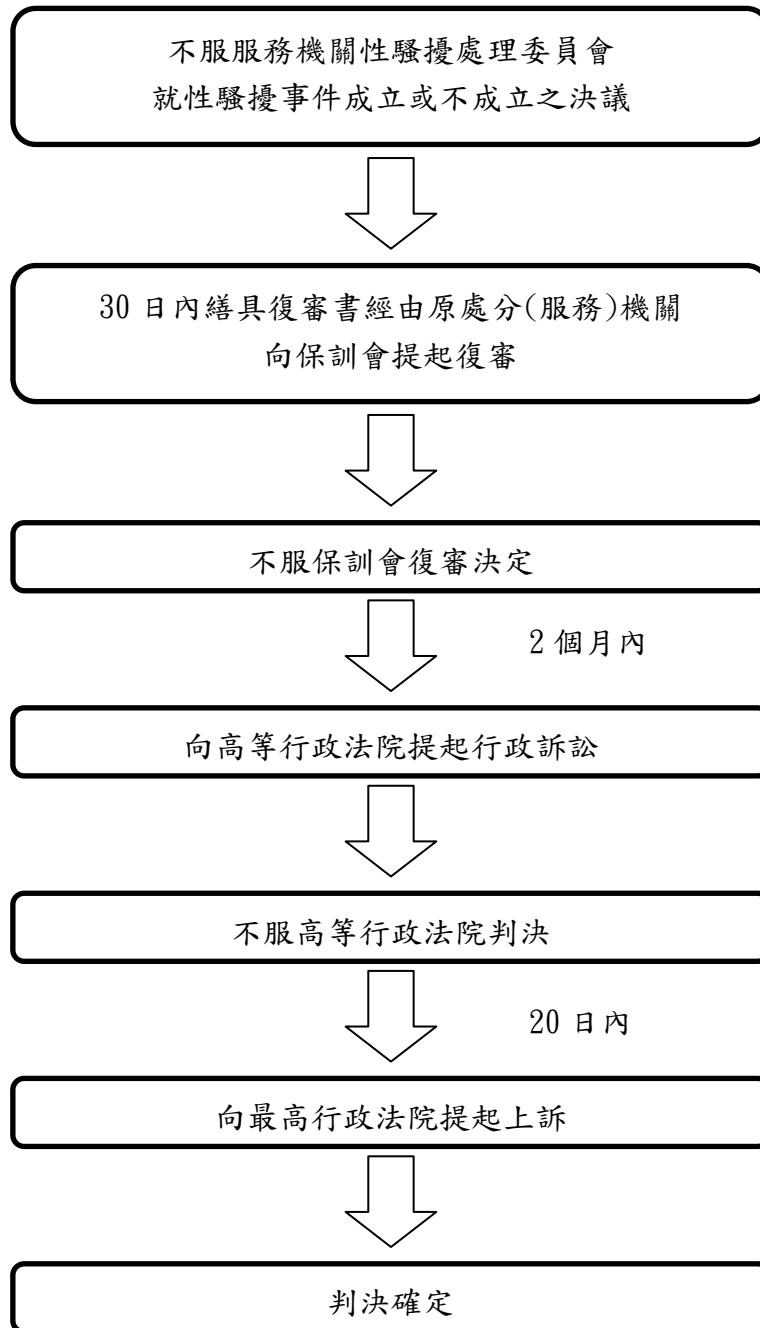 不服服務機關性騷擾處理委員會
就性騷擾事件成立或不成立之決議
30 日內繕具復審書經由原處分(服務)機關
向保訓會提起復審
不服保訓會復審決定
2 個月內
向高等行政法院提起行政訴訟
不服高等行政法院判決
20 日內
向最高行政法院提起上訴
判決確定